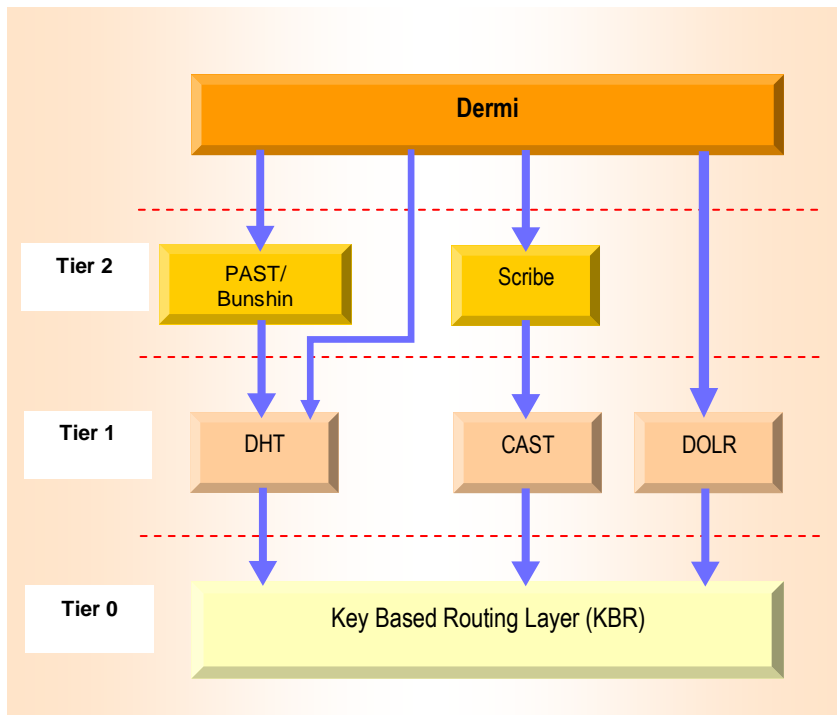 Dermi
Tier 2
PAST/
Bunshin
Scribe
Tier 1
DHT
CAST
DOLR
Tier 0
Key Based Routing Layer (KBR)